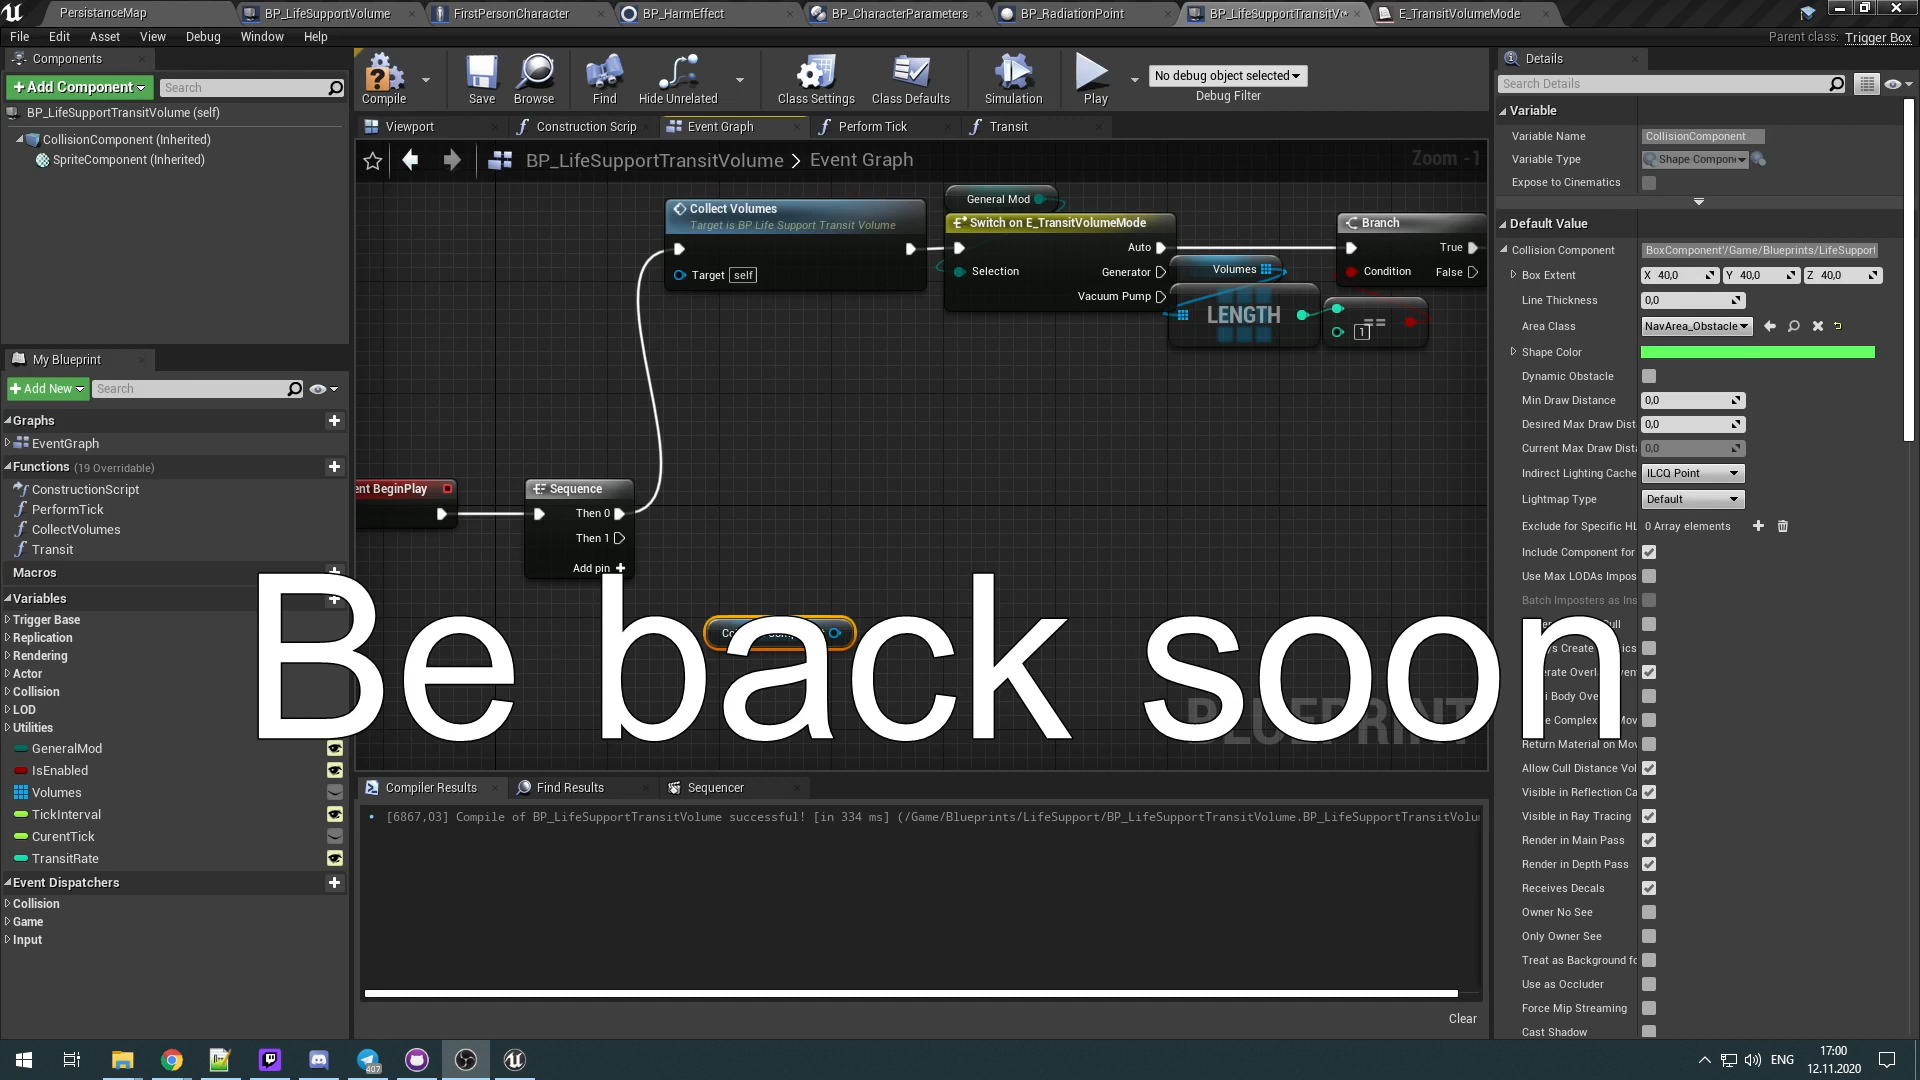 PersistanceMap
BP_LifeSupportVolume
FirstPersonCharacter
BP_HarmEffect
BP_CharacterParameters
BP_RadiationPoint
BP_LifeSupportTransitV
E_TransitVolumeMode
File Edit Asset View Debug Window Help
Parent class: Trigger Box
Components
+Add Component
Search
BP_LifeSupportTransitVolume (self)
CollisionComponent (Inherited)
SpriteComponent (Inherited)
Compile
Save
Browse
Find
Hide Unrelated
Class Settings
Class Defaults
Simulation
Play
No debug object selected
Debug Filter
Viewport
Construction Scrip
Event Graph
Perform Tick
Transit
BP_LifeSupportTransitVolume > Event Graph
Zoom -1
Collect Volumes
Target is BP Life Support Transit Volume
Target self
General Mod
Switch on E_TransitVolumeMode
Auto
Selection
Generator
Vacuum Pump
Volumes
LENGTH
== 1
Branch
True
Condition
False
ent BeginPlay
Sequence
Then 0
Then 1
Add pin +
BLUEPRINT
Be back soon
My Blueprint
+Add New
Search
Graphs
EventGraph
Functions (19 Overridable)
ConstructionScript
PerformTick
CollectVolumes
Transit
Macros
Variables
Trigger Base
Replication
Rendering
Actor
Collision
LOD
Utilities
GeneralMod
IsEnabled
Volumes
TickInterval
CurentTick
TransitRate
Event Dispatchers
Collision
Game
Input
Compiler Results
Find Results
Sequencer
[6867,03] Compile of BP_LifeSupportTransitVolume successful! [in 334 ms] (/Game/Blueprints/LifeSupport/BP_LifeSupportTransitVolume.BP_LifeSupportTransitVolu
Clear
Details
Search Details
Variable
Variable Name CollisionComponent
Variable Type Shape Compon
Expose to Cinematics
Default Value
Collision Component BoxComponent'/Game/Blueprints/LifeSupport
Box Extent X 40,0 Y 40,0 Z 40,0
Line Thickness 0,0
Area Class NavArea_Obstacle
Shape Color
Dynamic Obstacle
Min Draw Distance 0,0
Desired Max Draw Dist 0,0
Current Max Draw Dista 0,0
Indirect Lighting Cache ILCQ Point
Lightmap Type Default
Exclude for Specific HL 0 Array elements
Include Component for
Use Max LODAs Impos
Batch Imposters as Ins
Return Material on Mov
Allow Cull Distance Vol
Visible in Reflection Ca
Visible in Ray Tracing
Render in Main Pass
Render in Depth Pass
Receives Decals
Owner No See
Only Owner See
Treat as Background fo
Use as Occluder
Force Mip Streaming
Cast Shadow
407
ENG
17:00
12.11.2020